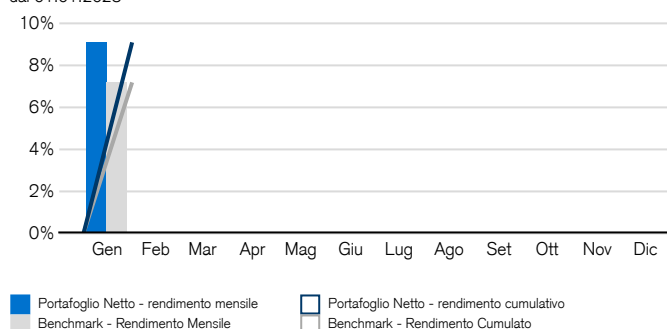 10%
8%
6%
4%
2%
0%
Gen Feb Mar Apr Mag Giu Lug Ago Set Ott Nov Dic
Portafoglio Netto - rendimento mensile Portafoglio Netto - rendimento cumulativo
Benchmark - Rendimento Mensile Benchmark - Rendimento Cumulato